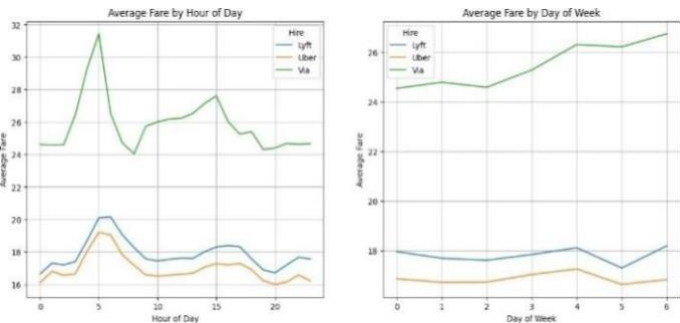 Average Fare by Hour of Day
32
30
28
26
24
22
20
18
16
Average Fare
Hire
Lyft
Uber
Via
0
5
10
15
20
Hour of Day
Average Fare by Day of Week
26
24
22
20
18
Average Fare
Hire
Lyft
Uber
Via
0
1
2
3
4
5
6
Day of Week